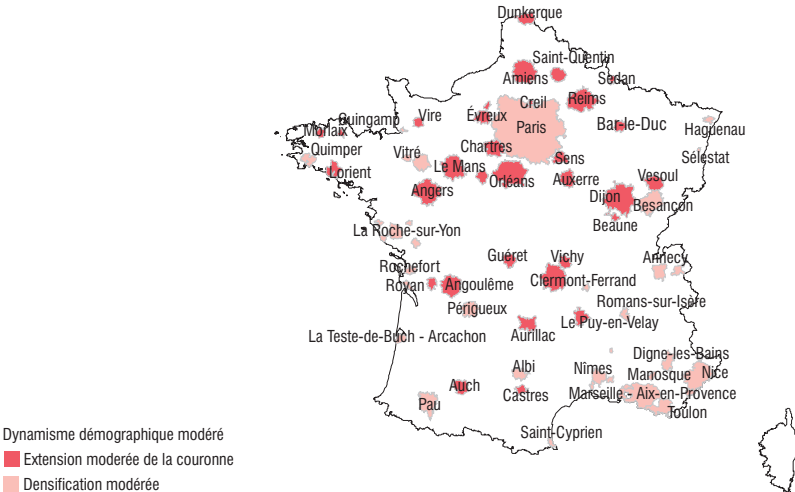 Dunkerque
Saint-Quentin
Amiens
Sedan
Creil
Reims
Guingamp
Vire
Évreux
Paris
Bar-le-Duc
Haguenau
Morlaix
Quimper
Vitré
Chartres
Sens
Sélestat
Lorient
Le Mans
Orléans
Auxerre
Vesoul
Angers
Dijon
Besançon
Beaune
La Roche-sur-Yon
Guéret
Vichy
Annecy
Rochefort
Royan
Angoulême
Clermont-Ferrand
Périgueux
Romans-sur-Isère
Le Puy-en-Velay
La Teste-de-Buch - Arcachon
Aurillac
Digne-les-Bains
Albi
Nîmes
Manosque
Nice
Auch
Castres
Marseille - Aix-en-Provence
Pau
Toulon
Saint-Cyprien
Dynamisme démographique modéré
Extension moderée de la couronne
Densification modérée